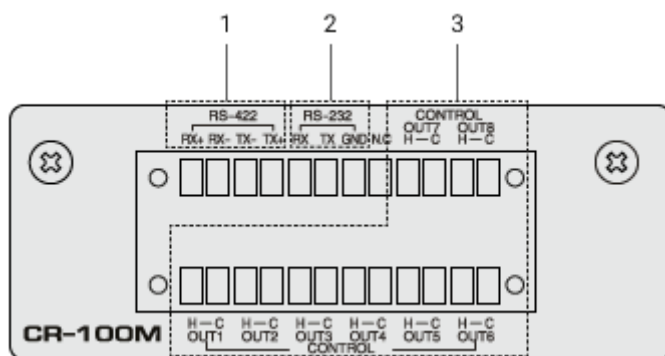 1 2 3
RS-422 RS-232 CONTROL
OUT7 OUT8
RX+ RX- TX- TX+ RX TX GND N.C H—C H—C
H—C H—C H—C H—C H—C H—C
CR-100M OUT1 OUT2 OUT3 OUT4 OUT5 OUT6
CONTROL